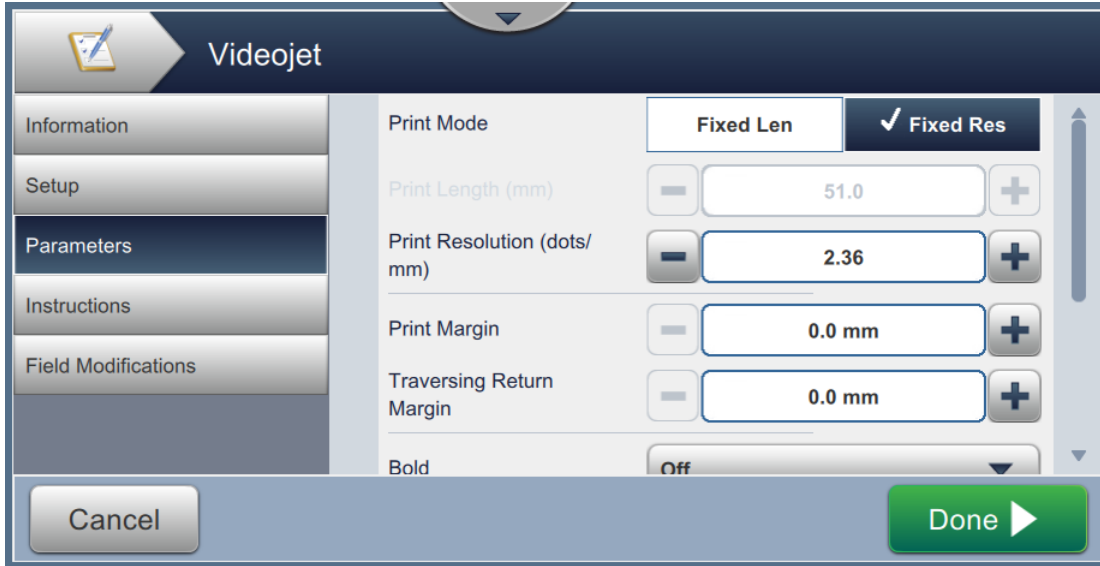 Videojet
Information
Setup
Parameters
Instructions
Field Modifications
Print Mode
Fixed Len
Fixed Res
Print Length (mm)
51.0
Print Resolution (dots/
mm)
2.36
Print Margin
0.0 mm
Traversing Return
Margin
0.0 mm
Bold
Off
Cancel
Done